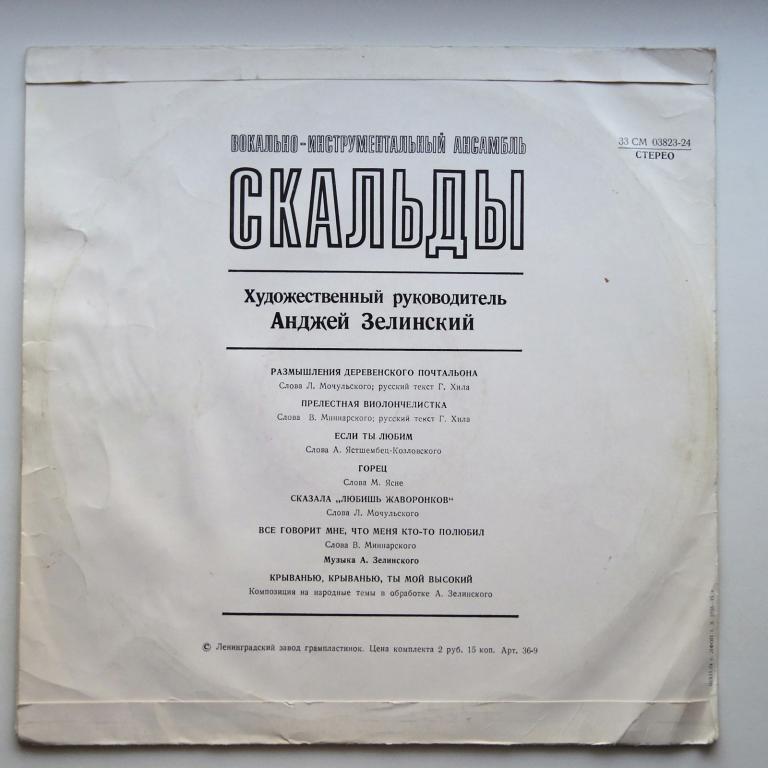 ВОКАЛЬНО-ИНСТРУМЕНТАЛЬНЫЙ АНСАМБЛЬ
33 СМ 03823-24
СТЕРЕО
СКАЛЬДЫ
Художественный руководитель
Анджей Зелинский
РАЗМЫШЛЕНИЯ ДЕРЕВЕНСКОГО ПОЧТАЛЬОНА
Слова Л. Мочульского; русский текст Г. Хила
ПРЕЛЕСТНАЯ ВИОЛОНЧЕЛИСТКА
Слова В. Миннарского; русский текст Г. Хила
ЕСЛИ ТЫ ЛЮБИМ
Слова А. Ястшембец-Козловского
ГОРЕЦ
Слова М. Ясне
СКАЗАЛА „ЛЮБИШЬ ЖАВОРОНКОВ"
Слова Л. Мочульского
ВСЕ ГОВОРИТ МНЕ, ЧТО МЕНЯ КТО-ТО ПОЛЮБИЛ
Слова В. Миннарского
Музыка А. Зелинского
КРЫВАНЬЮ, КРЫВАНЬЮ, ТЫ МОЙ ВЫСОКИЙ
Композиция на народные темы в обработке А. Зелинского
© Ленинградский завод грампластинок. Цена комплекта 2 руб. 15 коп. Арт. 36-9